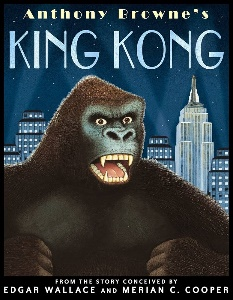 Anthony Browne's
KING KONG
FROM THE STORY CONCEIVED BY
EDGAR WALLACE AND MERIAN C. COOPER